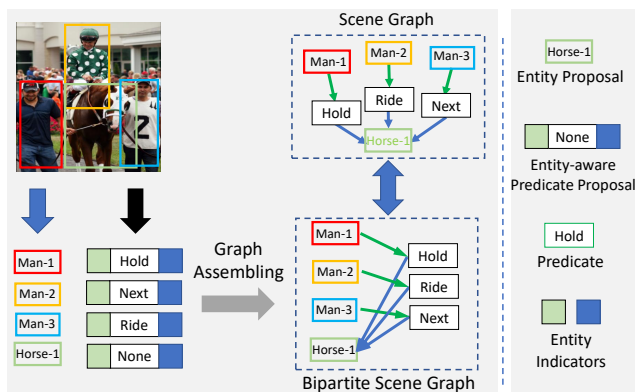 Scene Graph
Man-1
Man-2
Man-3
Hold
Ride
Next
Horse-1
2
Man-1
Man-2
Man-3
Horse-1
Hold
Next
Ride
None
Graph
Assembling
Man-1
Man-2
Man-3
Horse-1
Hold
Ride
Next
Bipartite Scene Graph
Horse-1
Entity Proposal
None
Entity-aware
Predicate Proposal
Hold
Predicate
Entity
Indicators